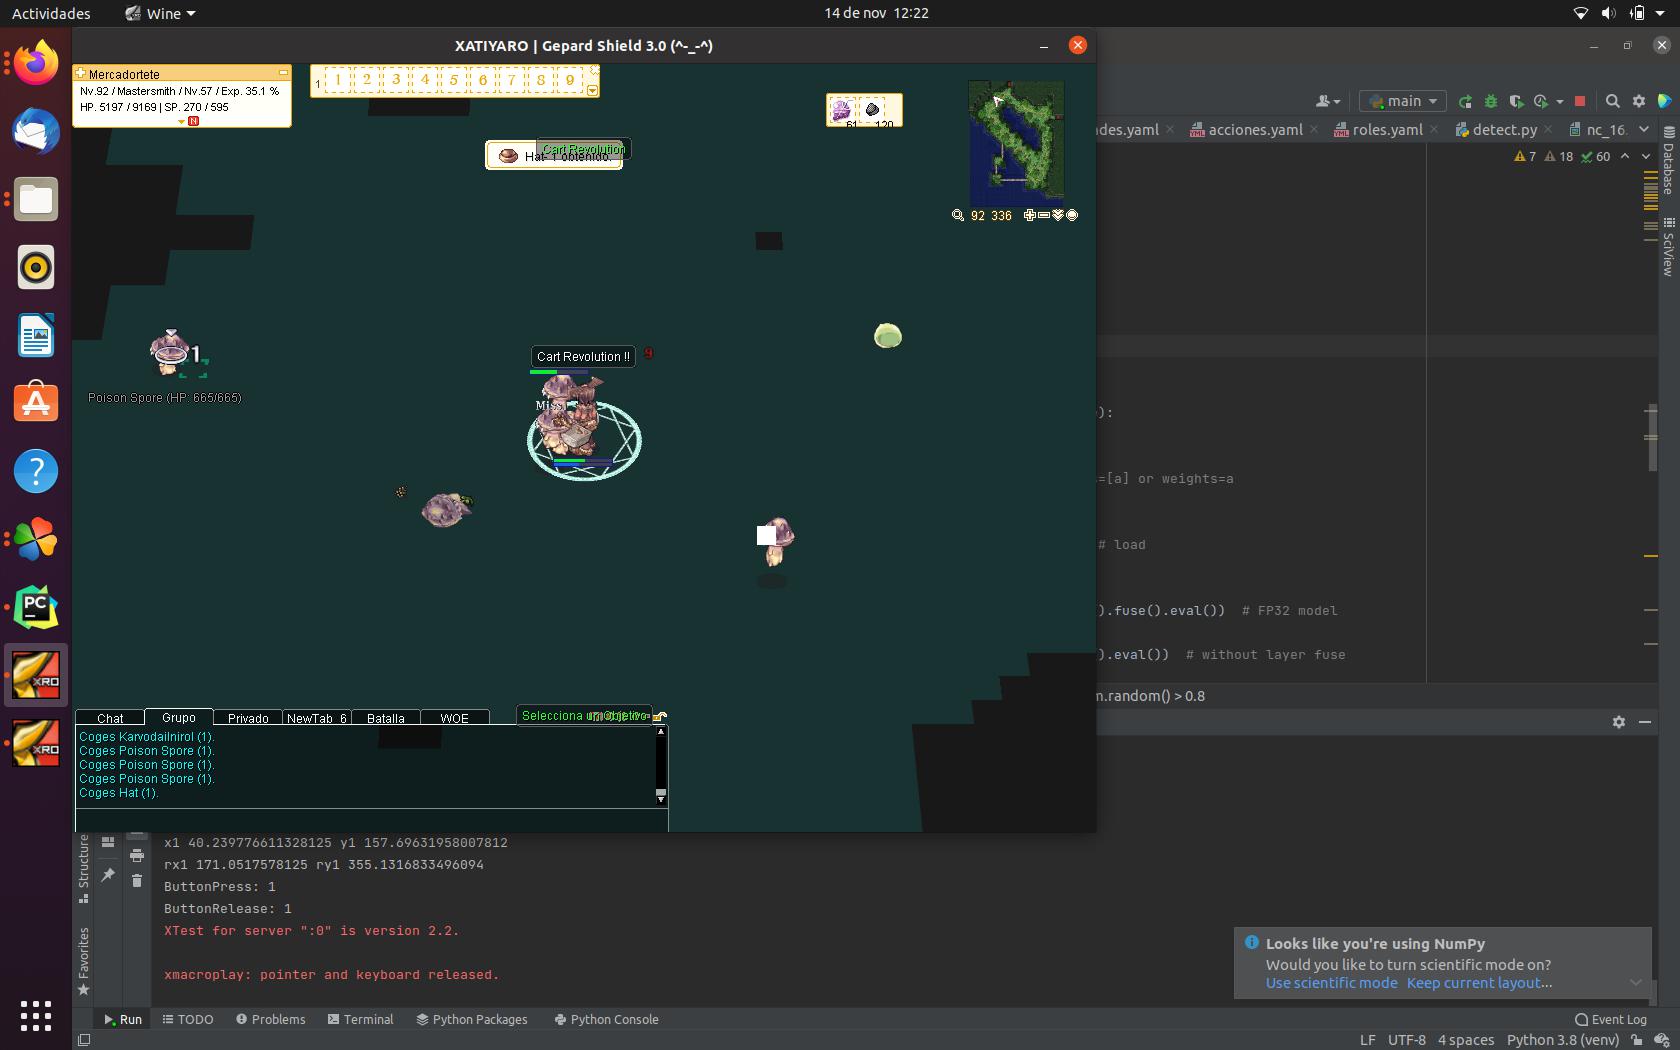 Actividades
Wine
14 de nov 12:22
XATIYARO | Gepard Shield 3.0 (^-_-^)
Mercadortete
Nv.92 / Mastersmith / Nv.57 / Exp. 35.1 %
HP. 5197 / 9169 | SP. 270 / 595
N
1 1 2 3 4 5 6 7 8 9
61 120
Cart Revolution
Hat- 1 obtenido.
92 336
main
des.yaml
acciones.yaml
roles.yaml
detect.py
nc_16.
7 18 60
Database
SciView
1
Poison Spore (HP: 665/665)
Cart Revolution !!
9
Miss
):
=[a] or weights=a
# load
).fuse().eval()) # FP32 model
).eval()) # without layer fuse
m.random() > 0.8
Chat
Grupo
Privado
NewTab_6
Batalla
WOE
Selecciona un objetivo
Coges Karvodailnirol (1).
Coges Poison Spore (1).
Coges Poison Spore (1).
Coges Poison Spore (1).
Coges Hat (1).
PC
XRO
XRO
Structure
Favorites
x1 40.239776611328125 y1 157.69631958007812
rx1 171.0517578125 ry1 355.1316833496094
ButtonPress: 1
ButtonRelease: 1
XTest for server ":0" is version 2.2.
xmacroplay: pointer and keyboard released.
Looks like you're using NumPy
Would you like to turn scientific mode on?
Use scientific mode Keep current layout...
Run
TODO
Problems
Terminal
Python Packages
Python Console
Event Log
LF UTF-8 4 spaces Python 3.8 (venv)